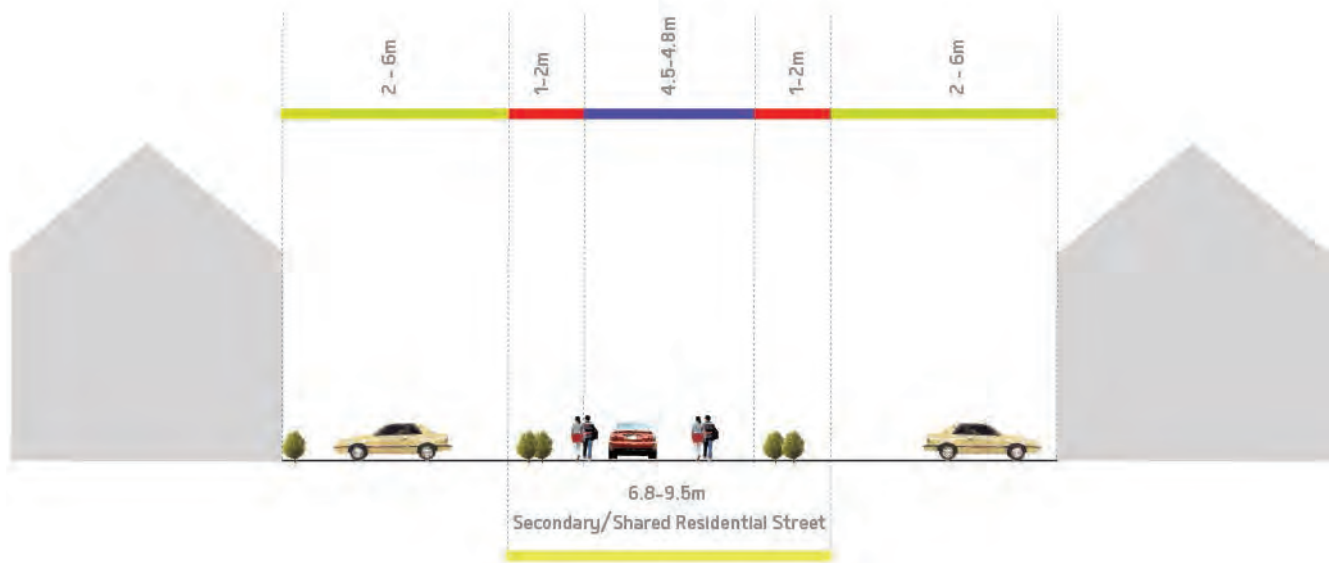 2 - 6m
1-2m
4.5-4.8m
1-2m
2 - 6m
6.8-9.5m
Secondary/Shared Residential Street